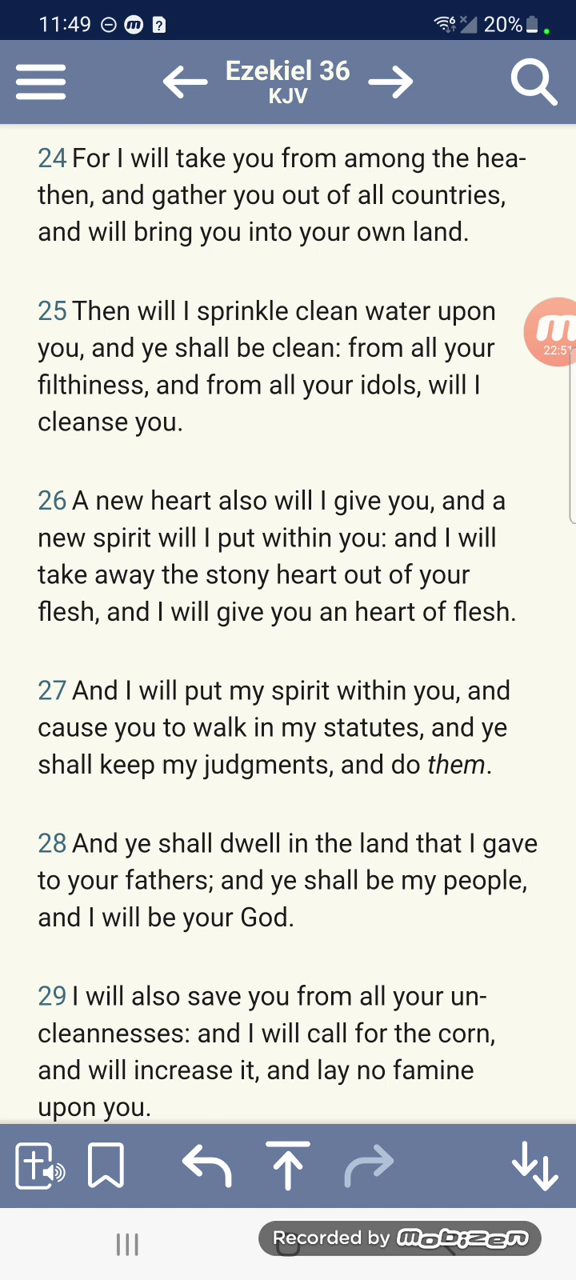 11:49 20%
Ezekiel 36
KJV
24 For I will take you from among the hea-
then, and gather you out of all countries,
and will bring you into your own land.
25 Then will I sprinkle clean water upon
you, and ye shall be clean: from all your
filthiness, and from all your idols, will I
cleanse you.
26 A new heart also will I give you, and a
new spirit will I put within you: and I will
take away the stony heart out of your
flesh, and I will give you an heart of flesh.
27 And I will put my spirit within you, and
cause you to walk in my statutes, and ye
shall keep my judgments, and do them.
28 And ye shall dwell in the land that I gave
to your fathers; and ye shall be my people,
and I will be your God.
29 I will also save you from all your un-
cleannesses: and I will call for the corn,
and will increase it, and lay no famine
upon you.
m
22:51
Recorded by mobizen